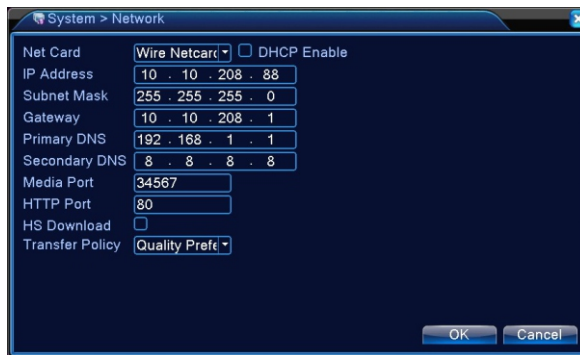 System > Network
Net Card Wire Netcard DHCP Enable
IP Address 10 . 10 . 208 . 88
Subnet Mask 255 . 255 . 255 . 0
Gateway 10 . 10 . 208 . 1
Primary DNS 192 . 168 . 1 . 1
Secondary DNS 8 . 8 . 8 . 8
Media Port 34567
HTTP Port 80
HS Download
Transfer Policy Quality Prefe
OK Cancel